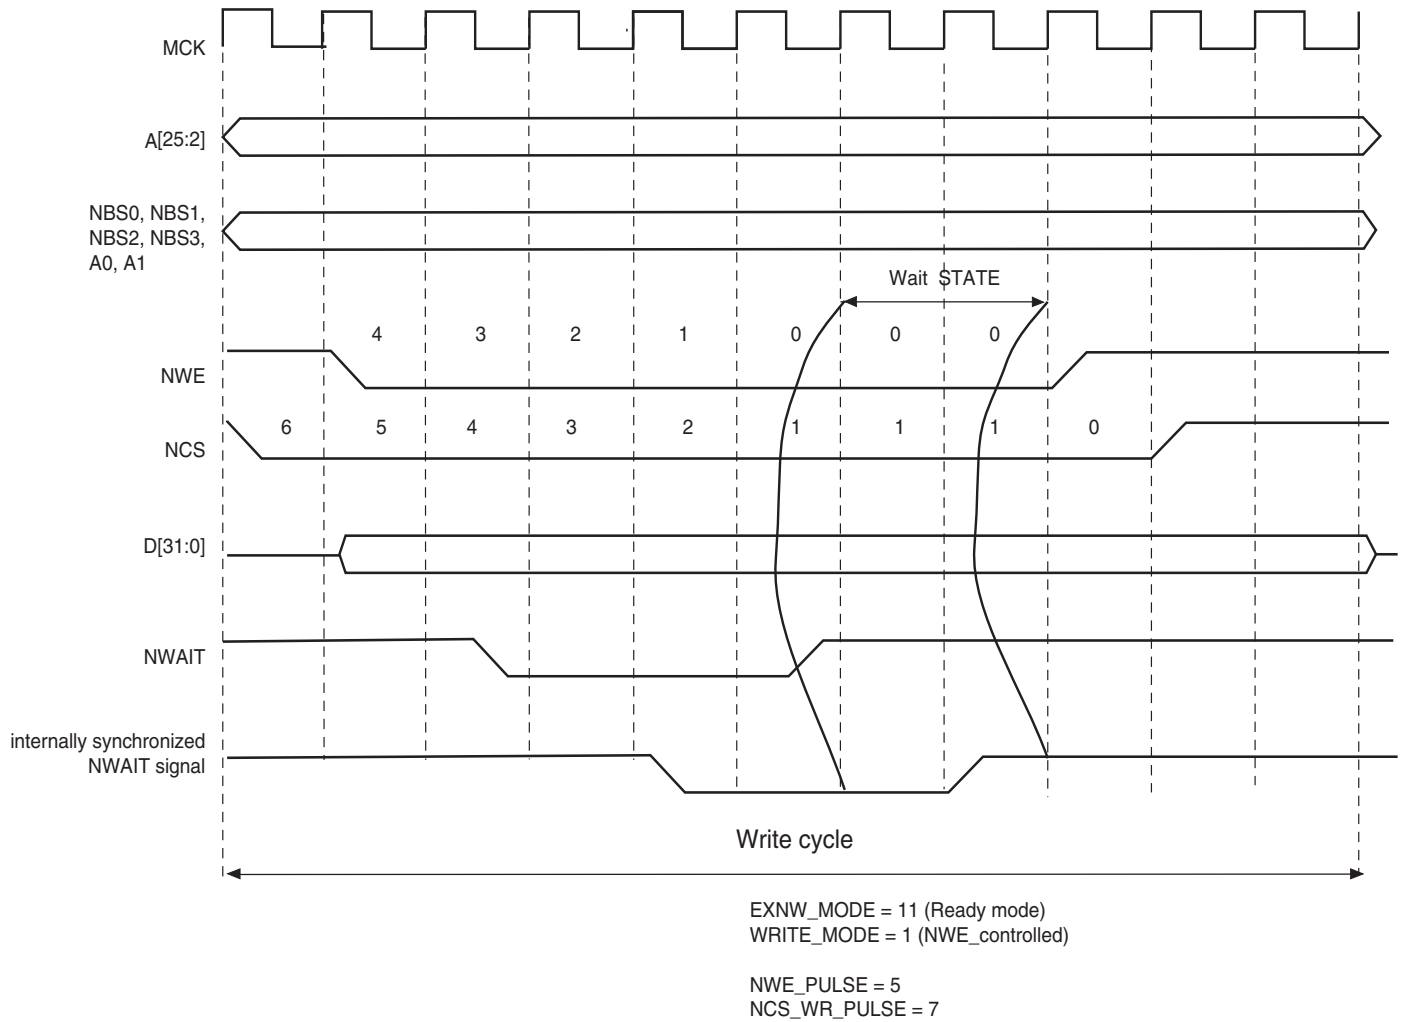 MCK
A[25:2]
NBS0, NBS1,
NBS2, NBS3,
A0, A1
Wait STATE
4 3 2 1 0 0 0
NWE
6 5 4 3 2 1 1 1 0
NCS
D[31:0]
NWAIT
internally synchronized
NWAIT signal
Write cycle
EXNW_MODE = 11 (Ready mode)
WRITE_MODE = 1 (NWE_controlled)
NWE_PULSE = 5
NCS_WR_PULSE = 7